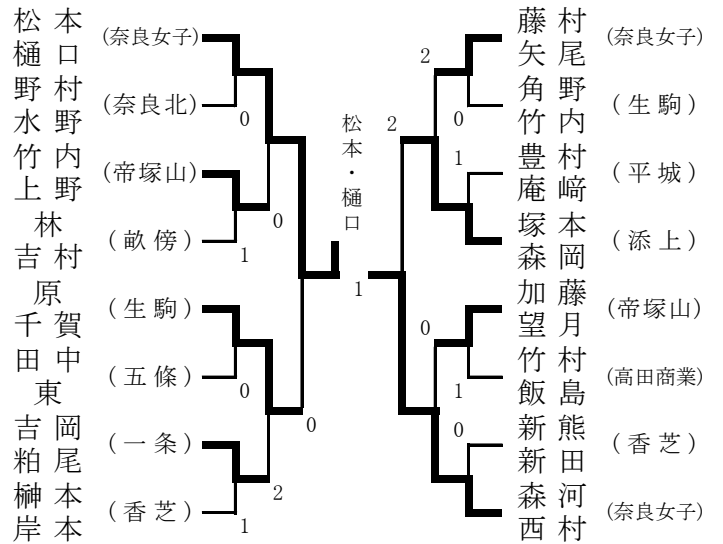 松本
樋口
(奈良女子)
野村
水野
(奈良北)
0
竹内
上野
(帝塚山)
林
吉村
(畝傍)
1
0
原
千賀
(生駒)
田中
東
(五條)
0
吉岡
粕尾
(一条)
榊本
岸本
(香芝)
1
2
0
松本・樋口
1
藤村
矢尾
(奈良女子)
2
角野
竹内
(生駒)
0
2
豊村
庵﨑
(平城)
1
塚本
森岡
(添上)
加藤
望月
(帝塚山)
0
竹村
飯島
(高田商業)
1
新熊
新田
(香芝)
0
森河
西村
(奈良女子)